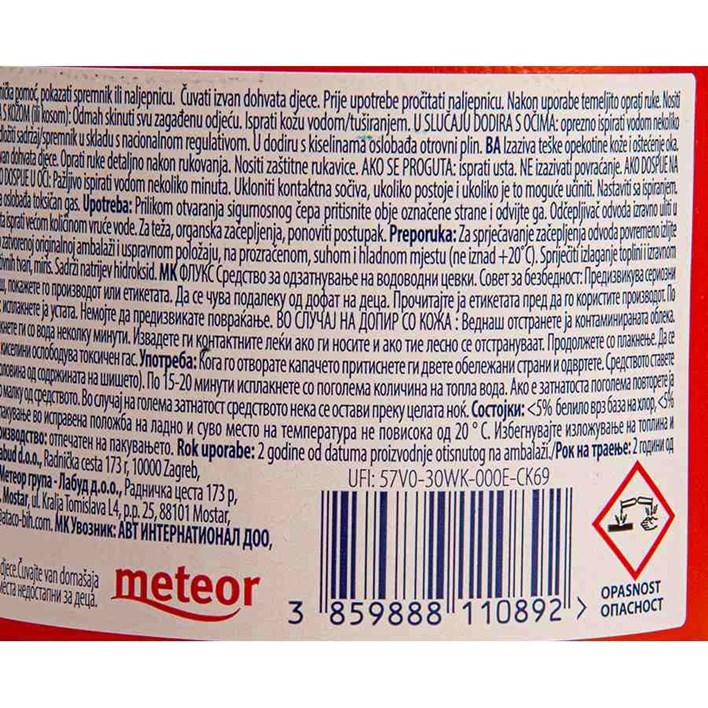 pomoć, pokazati spremnik ili naljepnicu. Čuvati izvan dohvata djece. Prije upotrebe pročitati naljepnicu. Nakon uporabe temeljito oprati ruke. Nositi
S KOŽOM (ili kosom): Odmah skinuti svu zagađenu odjeću. Isprati kožu vodom/tuširanjem. U SLUČAJU DODIRA S OČIMA: oprezno ispirati vodom nekoliko
sadržaj/spremnik u skladu s nacionalnom regulativom. U dodiru s kiselinama oslobađa otrovni plin. BA Izaziva teške opekotine kože i oštećenje oka.
van dohvata djece. Oprati ruke detaljno nakon rukovanja. Nositi zaštitne rukavice. AKO SE PROGUTA: isprati usta. NE izazivati povraćanje. AKO DOSPIJE NA
DOSPIJE U OČI: Pažljivo ispirati vodom nekoliko minuta. Ukloniti kontaktna sočiva, ukoliko postoje i ukoliko je to moguće učiniti. Nastaviti sa ispiranjem.
oslobađa toksičan gas. Upotreba: Prilikom otvaranja sigurnosnog čepa pritisnite obje označene strane i odvijte ga. Odčepljivač odvoda izravno uliti u
isprati većom količinom vruće vode. Za teža, organska začepljenja, ponoviti postupak. Preporuka: Za sprječavanje začepljenja odvoda povremeno izlijte
zatvorenoj originalnoj ambalaži i uspravnom položaju, na prozračenom, suhom i hladnom mjestu (ne iznad +20°C). Spriječiti izlaganje toplini i izravnom
tvar, miris. Sadrži natrijev hidroksid. MK ФЛУКС Средство за одзатнување на водоводни цевки. Совет за безбедност: Предизвикува сериозни
покажете го производот или етикетата. Да се чува подалеку од дофат на деца. Прочитајте ја етикетата пред да го користите производот. По
исплакнете ја устата. Немојте да предизвикате повраќање. ВО СЛУЧАЈ НА ДОПИР СО КОЖА : Веднаш отстранете ја контаминираната облека.
ги со вода неколку минути. Извадете ги контактните леќи ако ги носите и ако тие лесно се отстрануваат. Продолжете со плакнење. Да се
киселини ослободува токсичен гас. Употреба: Кога го отворате капачето притиснете ги двете обележани страни и одвртете. Средството ставете
од содржината на шишето). По 15-20 минути исплакнете со поголема количина на топла вода. Ако е затнатоста поголема повторете ја
малку од средството. Во случај на голема затнатост средството нека се остави преку целата ноќ. Состојки: <5% белило врз база на хлор, <5%
пакување во исправена положба на ладно и суво место на температура не повисока од 20 ° C. Избегнувајте изложување на топлина и
отпечатен на пакувањето. Rok uporabe: 2 godine od datuma proizvodnje otisnutog na ambalaži./Рок на траење: 2 години од
d.o.o., Radnička cesta 173 r, 10000 Zagreb,
Метеор група - Лабуд д.о.о., Радничка цеста 173 р,
Mostar, ul. Kralja Tomislava L4, p.p. 25, 88101 Mostar,
МК Увозник: АВТ ИНТЕРНАТИОНАЛ ДОО,
UFI: 57V0-30WK-000E-CK69
djece. Čuvajte van domašaja
места недостапни за деца.
meteor
3 859888 110892 >
OPASNOST
ОПАСНОСТ